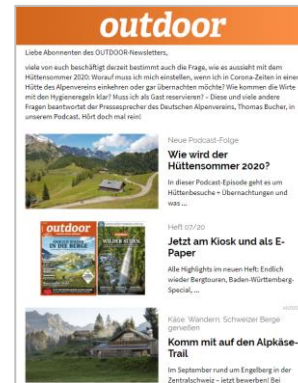 outdoor
Liebe Abonnenten des OUTDOOR-Newsletters,
viele von euch beschäftigt derzeit bestimmt auch die Frage, wie es aussieht mit dem
Hüttensommer 2020: Worauf muss ich mich einstellen, wenn ich in Corona-Zeiten in einer
Hütte des Alpenvereins einkehren oder gar übernachten möchte? Wie kommen die Wirte
mit den Hygieneregeln klar? Muss ich als Gast reservieren? – Diese und viele andere
Fragen beantwortet der Pressesprecher des Deutschen Alpenvereins, Thomas Bucher, in
unserem Podcast. Hört doch mal rein!
Neue Podcast-Folge
Wie wird der
Hüttensommer 2020?
In dieser Podcast-Episode geht es um
Hüttenbesuche + Übernachtungen und
was ...
outdoor
IN DIE BERGE
Heft 07/20
Jetzt am Kiosk und als E-
Paper
Alle Highlights im neuen Heft: Endlich
wieder Bergtouren, Baden-Württemberg-
Special, ...
Käse. Wandern. Schweizer Berge
genießen
Komm mit auf den Alpkäse-
Trail
Im September rund um Engelberg in der
Zentralschweiz – jetzt bewerben! Bei